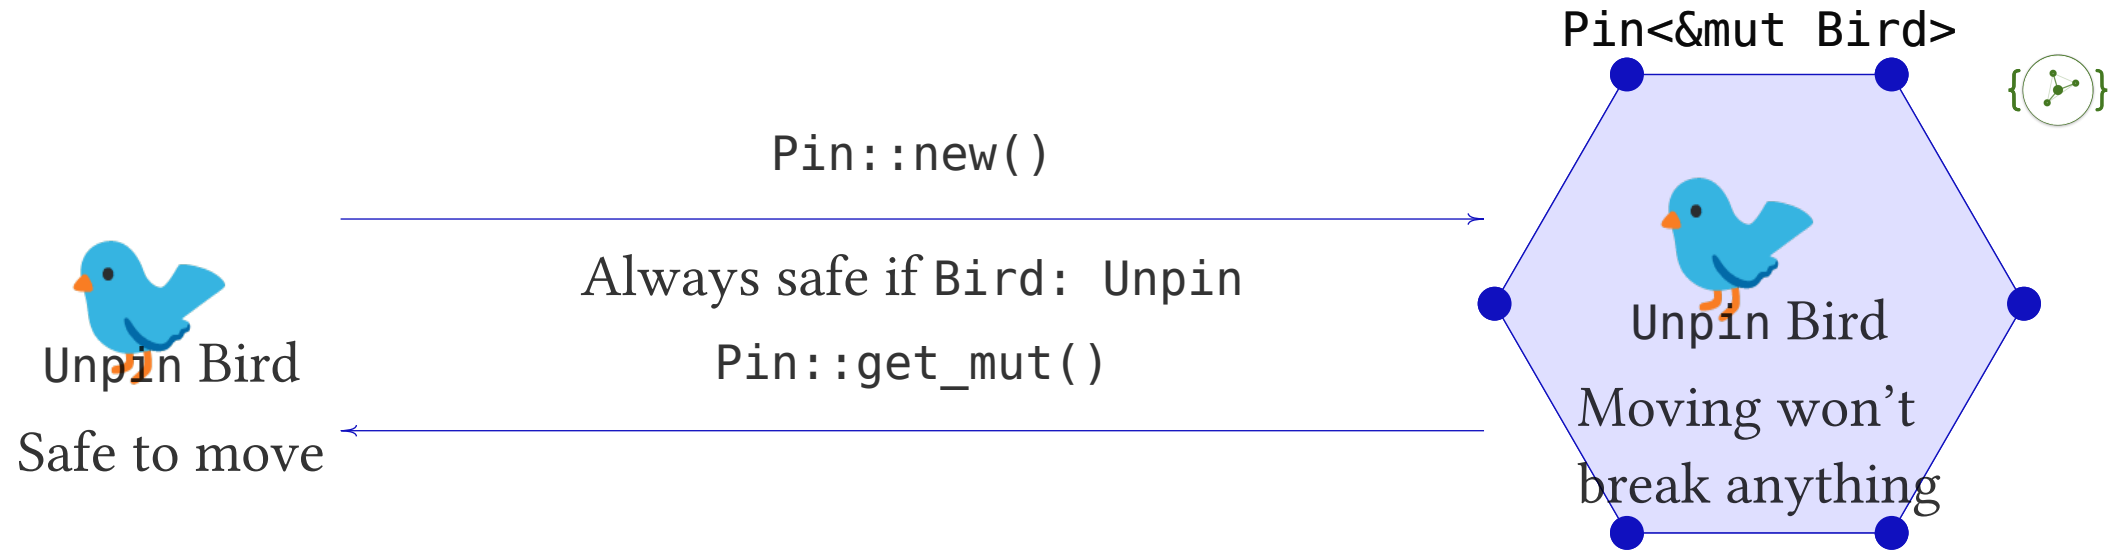 Pin<&mut Bird>
Pin::new()
Always safe if Bird: Unpin
Pin::get_mut()
Unpin Bird
Safe to move
Unpin Bird
Moving won’t
break anything